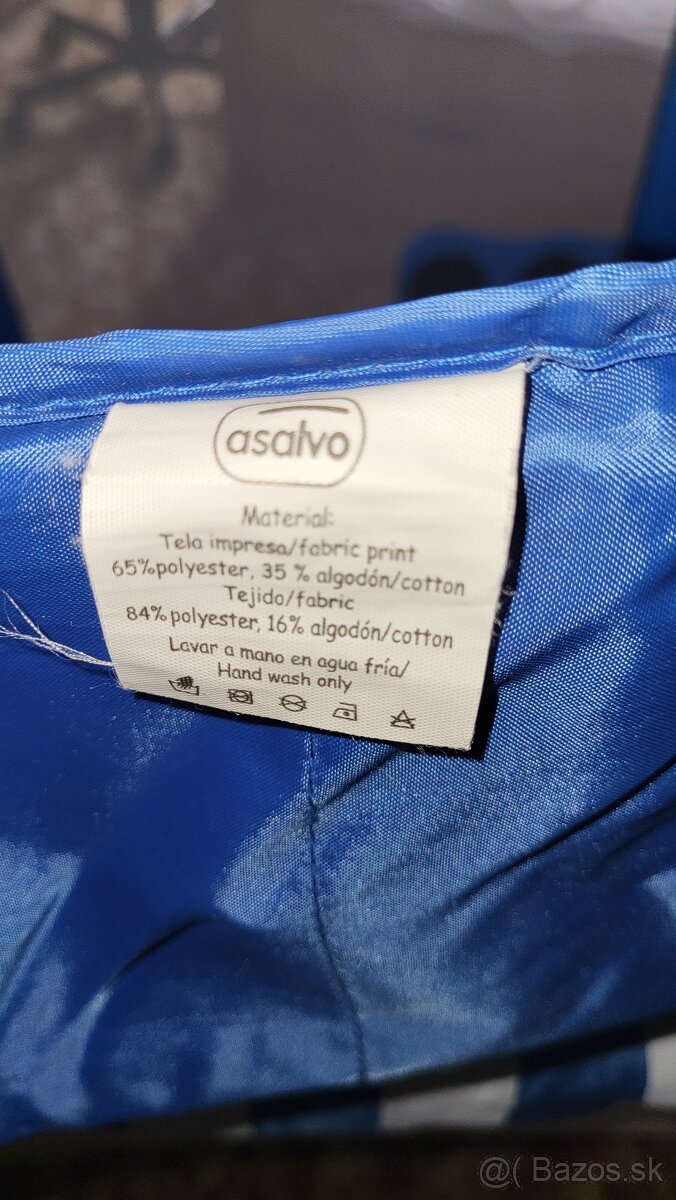 asalvo
Material:
Tela impresa/fabric print
65%polyester, 35 % algodón/cotton
Tejido/fabric
84%polyester, 16% algodón/cotton
Lavar a mano en agua fría/
Hand wash only
@( Bazos.sk